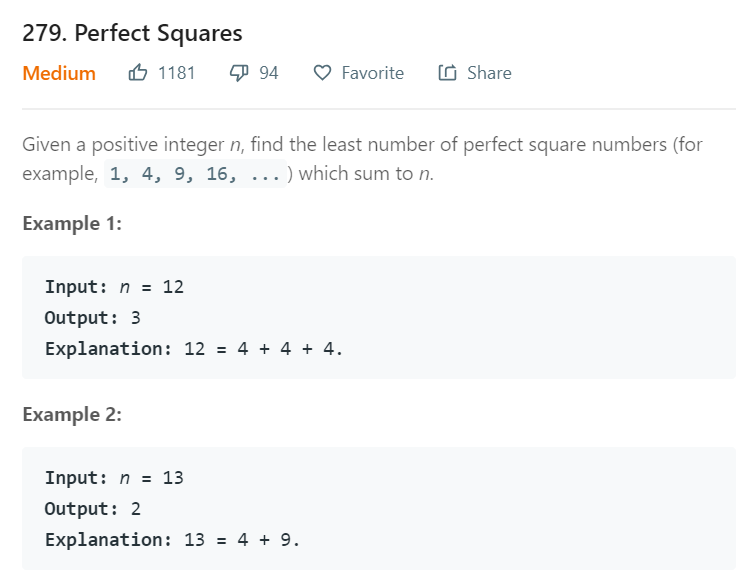 279. Perfect Squares
Medium 1181 94 Favorite Share
Given a positive integer n, find the least number of perfect square numbers (for
example, 1, 4, 9, 16, ...) which sum to n.
Example 1:
Input: n = 12
Output: 3
Explanation: 12 = 4 + 4 + 4.
Example 2:
Input: n = 13
Output: 2
Explanation: 13 = 4 + 9.